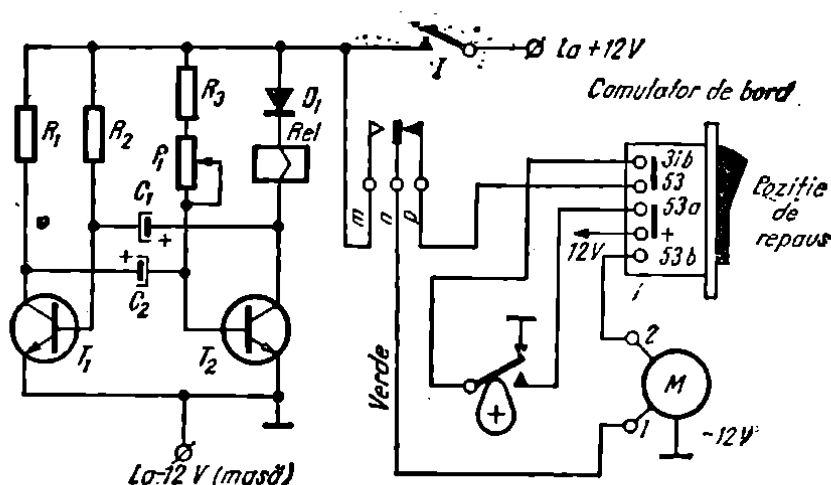 I
La +12V
R1
R2
R3
D1
P1
Rel
C1
+
+
C2
T1
T2
La-12 V (masă)
m
n
p
Verde
Comutator de bord
31b
53
53a
+
12V
53b
i
Poziție
de
repaus
+
2
M
1
-12V